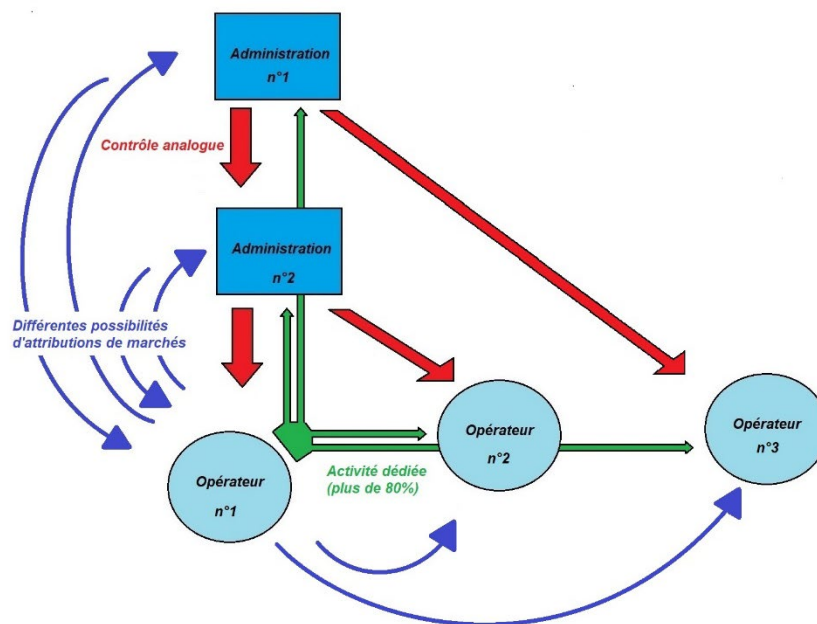 Administration
n°1
Contrôle analogue
Administration
n°2
Différentes possibilités
d'attributions de marchés
Opérateur
n°1
Opérateur
n°2
Opérateur
n°3
Activité dédiée
(plus de 80%)